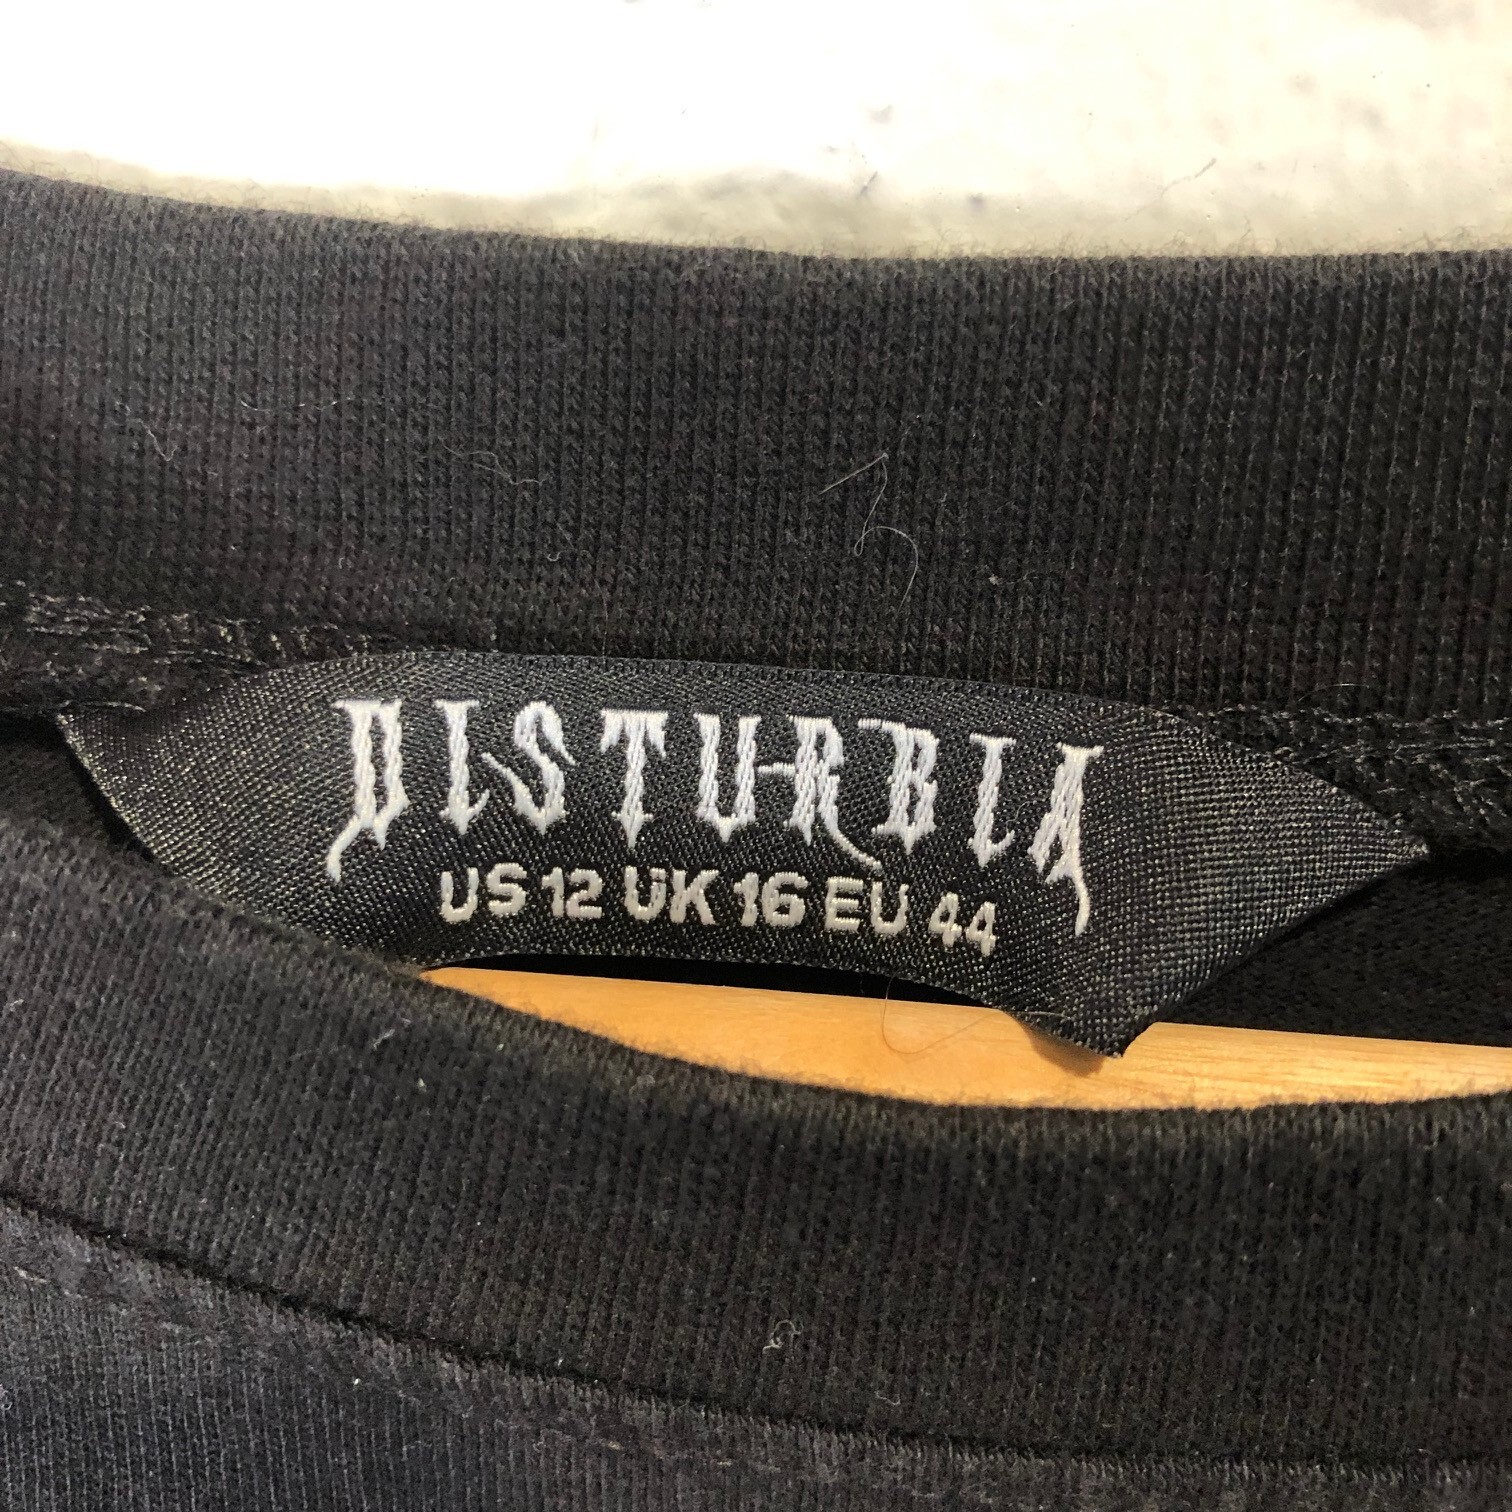 DISTURBIA
US 12 UK 16 EU 44